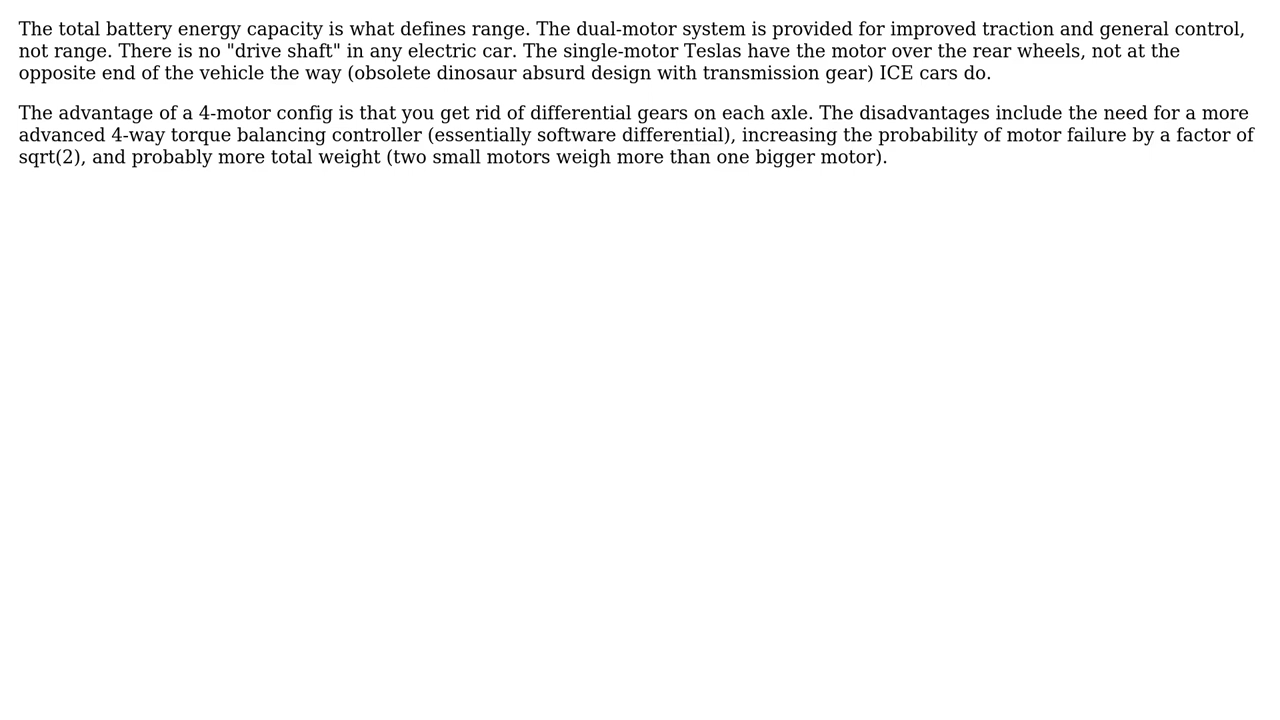 The total battery energy capacity is what defines range. The dual-motor system is provided for improved traction and general control,
not range. There is no "drive shaft" in any electric car. The single-motor Teslas have the motor over the rear wheels, not at the
opposite end of the vehicle the way (obsolete dinosaur absurd design with transmission gear) ICE cars do.
The advantage of a 4-motor config is that you get rid of differential gears on each axle. The disadvantages include the need for a more
advanced 4-way torque balancing controller (essentially software differential), increasing the probability of motor failure by a factor of
sqrt(2), and probably more total weight (two small motors weigh more than one bigger motor).